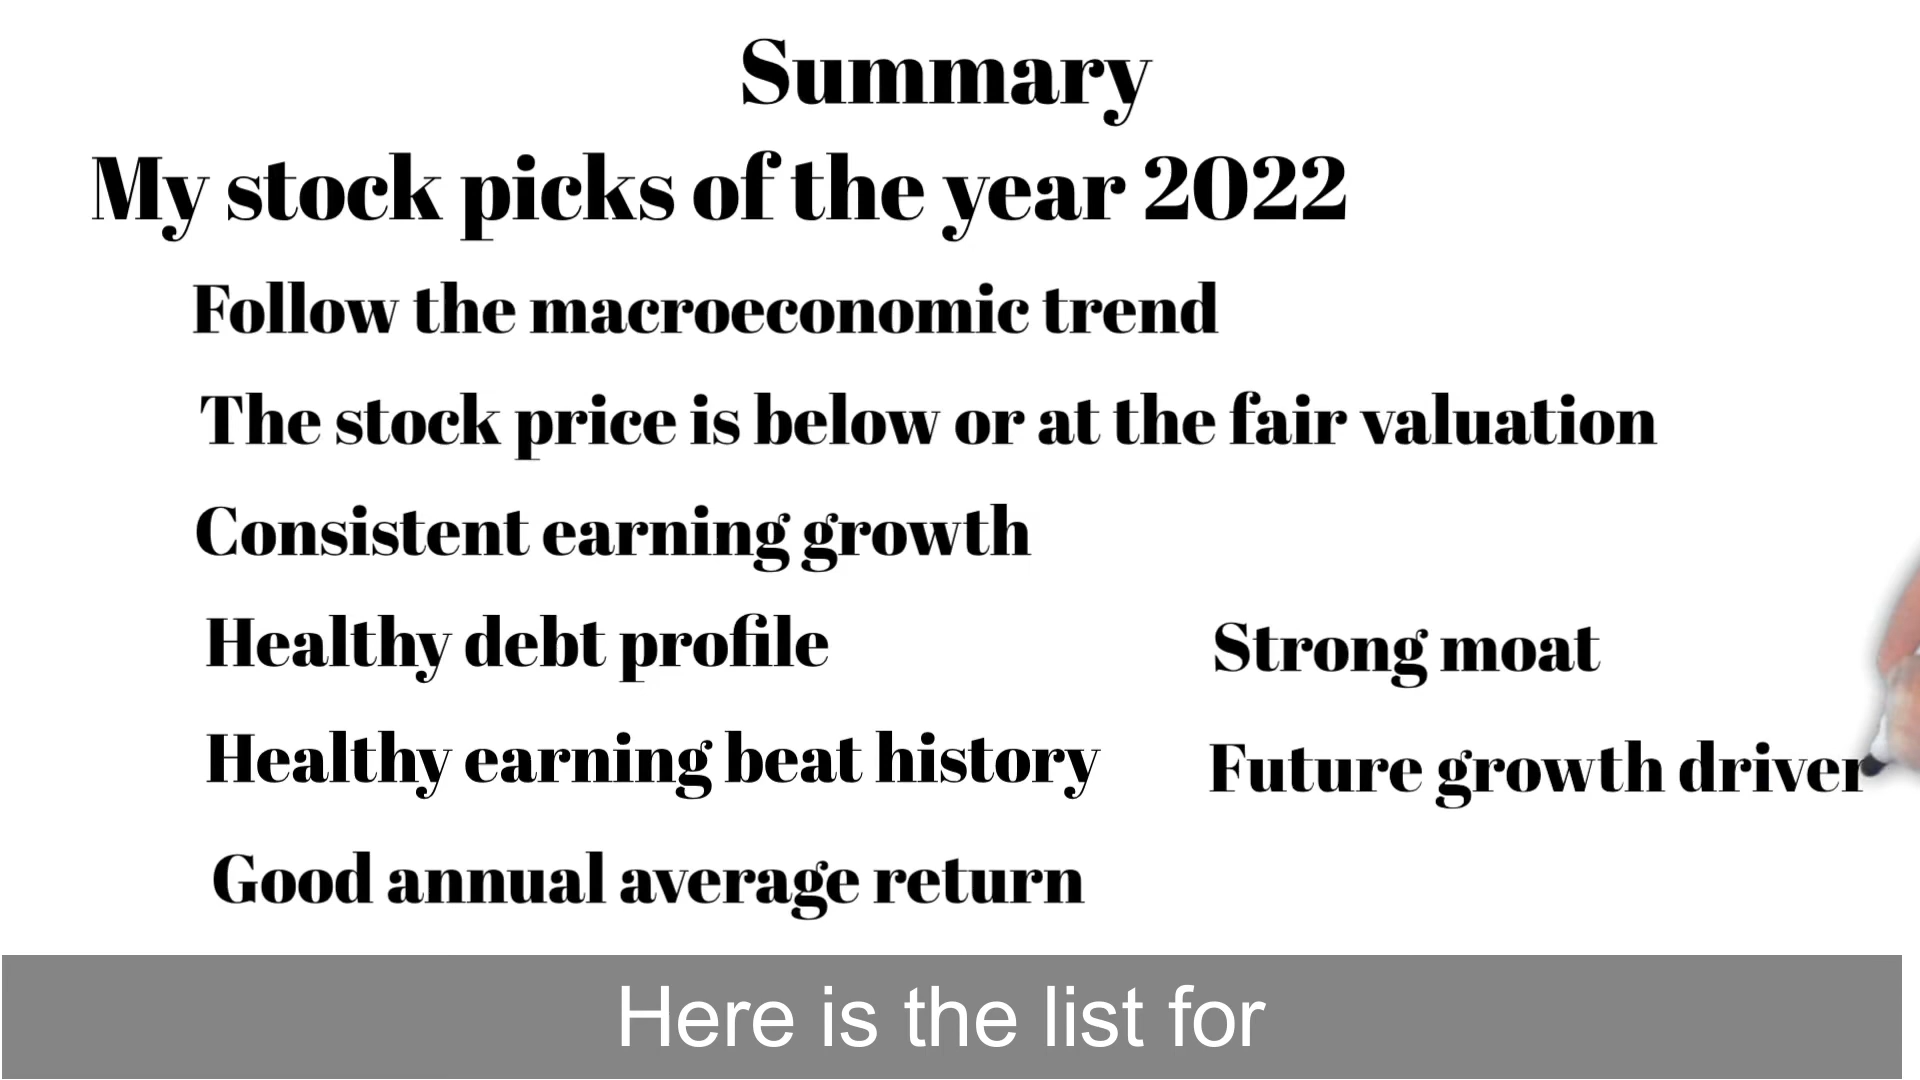 Summary
My stock picks of the year 2022
Follow the macroeconomic trend
The stock price is below or at the fair valuation
Consistent earning growth
Healthy debt profile
Strong moat
Healthy earning beat history
Future growth driver
Good annual average return
Here is the list for